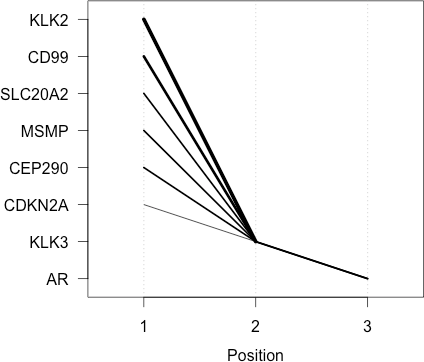 KLK2
CD99
SLC20A2
MSMP
CEP290
CDKN2A
KLK3
AR
1 2 3
Position